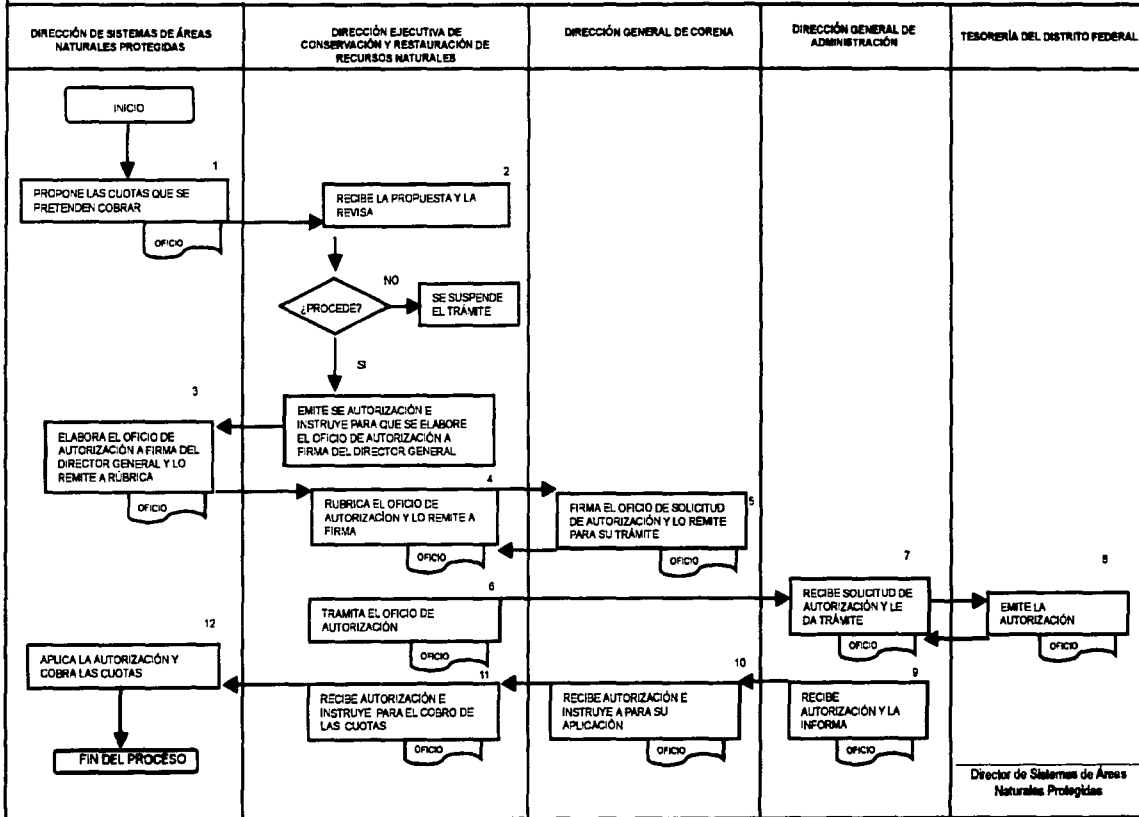 DIRECCIÓN DE SISTEMAS DE ÁREAS
NATURALES PROTEGIDAS
DIRECCIÓN EJECUTIVA DE
CONSERVACIÓN Y RESTAURACIÓN DE
RECURSOS NATURALES
DIRECCIÓN GENERAL DE CORENA
DIRECCIÓN GENERAL DE
ADMINISTRACIÓN
TESORERÍA DEL DISTRITO FEDERAL
INICIO
1
PROPONE LAS CUOTAS QUE SE
PRETENDEN COBRAR
OFICIO
2
RECIBE LA PROPUESTA Y LA
REVISA
¿PROCEDE?
NO
SE SUSPENDE
EL TRÁMITE
SI
EMITE SE AUTORIZACIÓN E
INSTRUYE PARA QUE SE ELABORE
EL OFICIO DE AUTORIZACIÓN A
FIRMA DEL DIRECTOR GENERAL
3
ELABORA EL OFICIO DE
AUTORIZACIÓN A FIRMA DEL
DIRECTOR GENERAL Y LO
REMITE A RÚBRICA
OFICIO
4
RUBRICA EL OFICIO DE
AUTORIZACIÓN Y LO REMITE A
FIRMA
OFICIO
5
FIRMA EL OFICIO DE SOLICITUD
DE AUTORIZACIÓN Y LO REMITE
PARA SU TRÁMITE
OFICIO
6
TRAMITA EL OFICIO DE
AUTORIZACIÓN
OFICIO
7
RECIBE SOLICITUD DE
AUTORIZACIÓN Y LE
DA TRÁMITE
OFICIO
8
EMITE LA
AUTORIZACIÓN
OFICIO
9
RECIBE
AUTORIZACIÓN Y LA
INFORMA
OFICIO
10
RECIBE AUTORIZACIÓN E
INSTRUYE A PARA SU
APLICACIÓN
OFICIO
11
RECIBE AUTORIZACIÓN E
INSTRUYE PARA EL COBRO DE
LAS CUOTAS
OFICIO
12
APLICA LA AUTORIZACIÓN Y
COBRA LAS CUOTAS
FIN DEL PROCESO
Director de Sistemas de Áreas
Naturales Protegidas